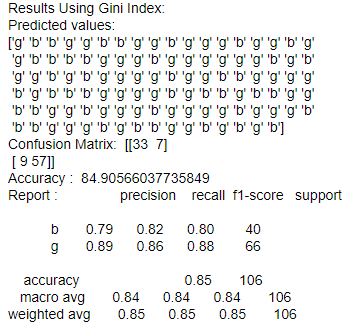 Results Using Gini Index:
Predicted values:
['g' 'b' 'b' 'g' 'g' 'b' 'b' 'g' 'g' 'b' 'g' 'g' 'g' 'b' 'g' 'g' 'b' 'g'
'g' 'b' 'b' 'b' 'g' 'b' 'g' 'g' 'g' 'g' 'b' 'g' 'g' 'g' 'b' 'g' 'b' 'g'
'g' 'g' 'b' 'g' 'b' 'b' 'g' 'g' 'g' 'b' 'g' 'g' 'g' 'g' 'b' 'g' 'g' 'b'
'b' 'g' 'b' 'g' 'g' 'g' 'b' 'g' 'g' 'g' 'b' 'g' 'b' 'g' 'b' 'b' 'g' 'g'
'b' 'b' 'g' 'b' 'g' 'g' 'b' 'g' 'g' 'b' 'b' 'g' 'b' 'g' 'g' 'g' 'g' 'b'
'b' 'b' 'g' 'g' 'g' 'b' 'g' 'b' 'b' 'g' 'g' 'b' 'g' 'b' 'g' 'b']
Confusion Matrix: [[33 7]
[ 9 57]]
Accuracy : 84.90566037735849
Report : precision recall f1-score support
b 0.79 0.82 0.80 40
g 0.89 0.86 0.88 66
accuracy 0.85 106
macro avg 0.84 0.84 0.84 106
weighted avg 0.85 0.85 0.85 106